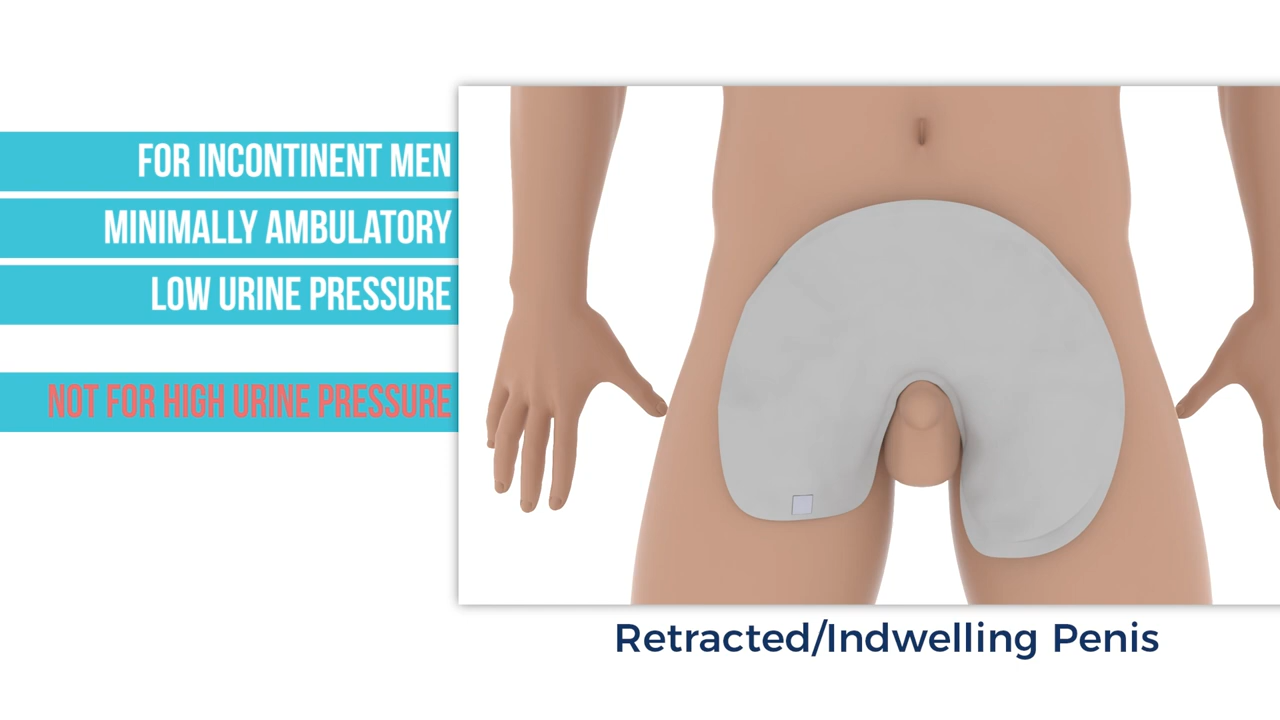 FOR INCONTINENT MEN
MINIMALLY AMBULATORY
LOW URINE PRESSURE
NOT FOR HIGH URINE PRESSURE
Retracted/Indwelling Penis